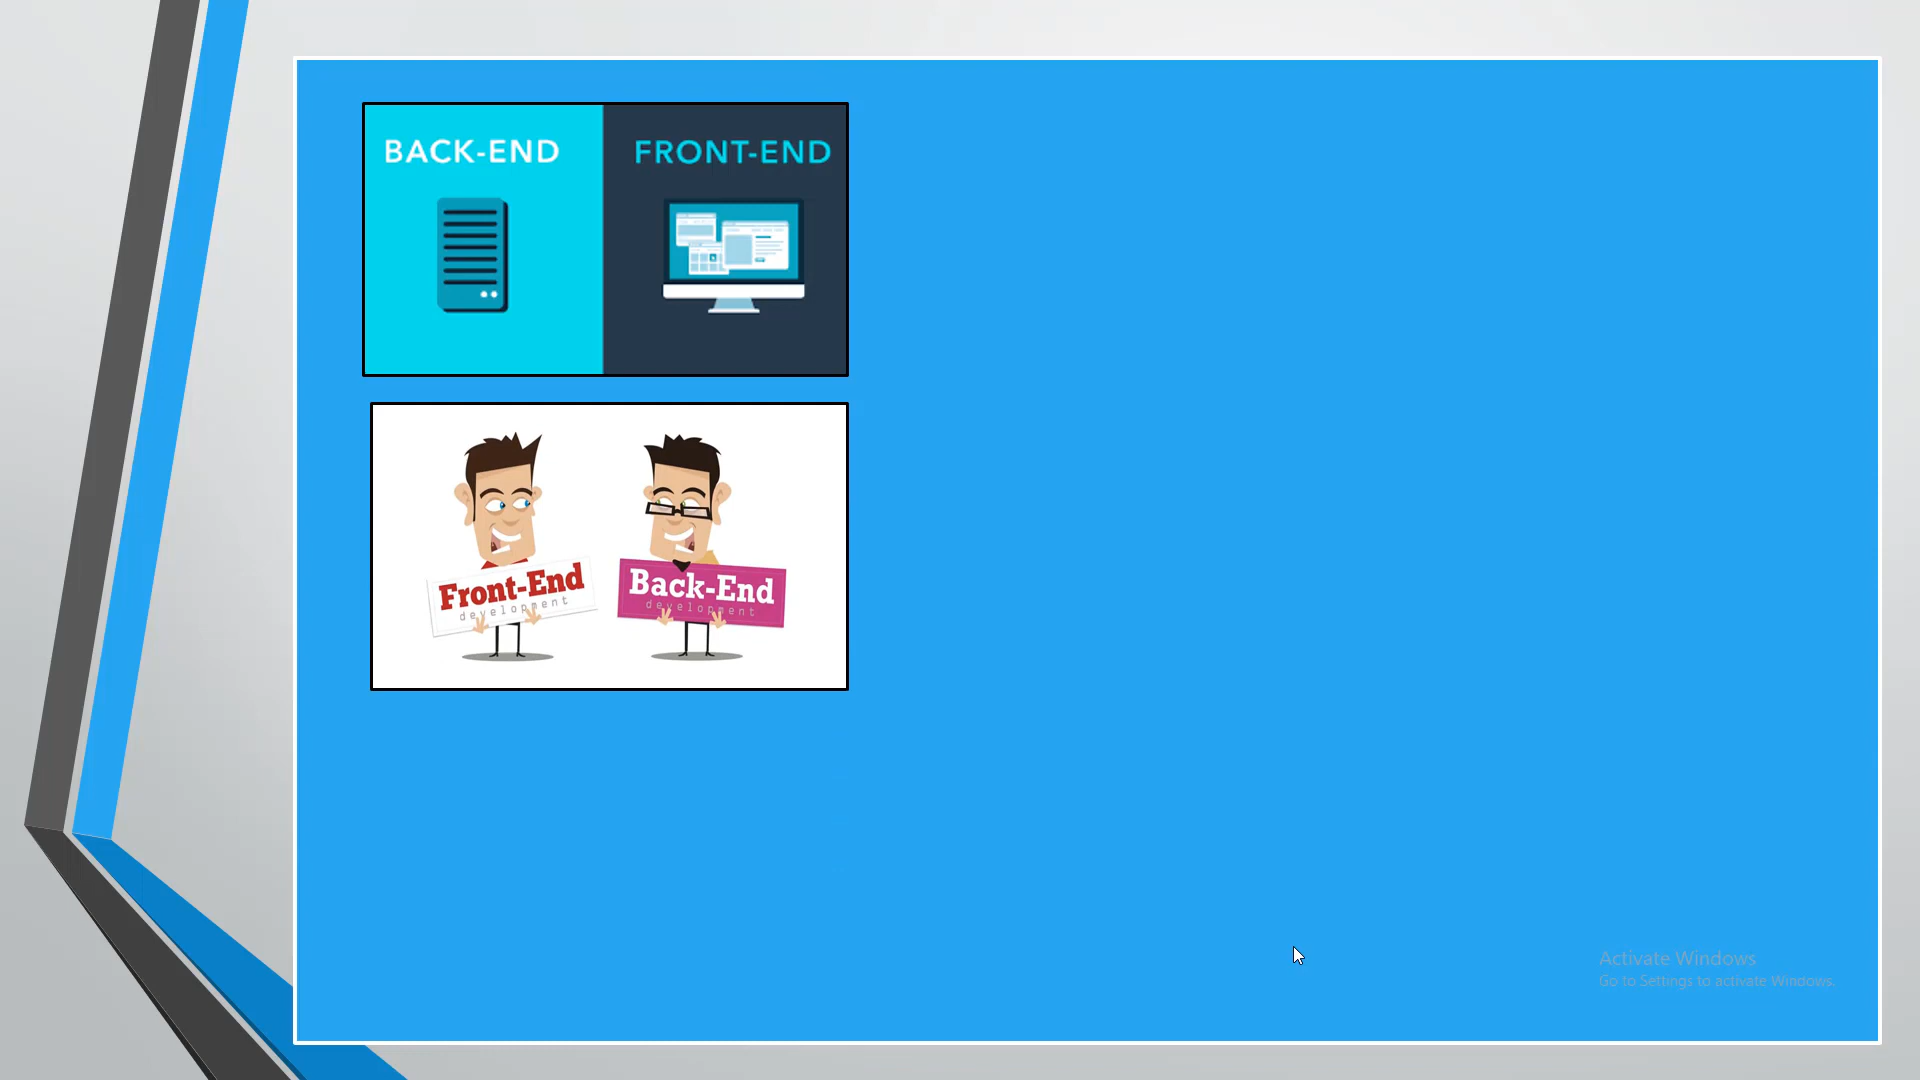 BACK-END
FRONT-END
Front-End
development
Back-End
development
Activate Windows
Go to Settings to activate Windows.